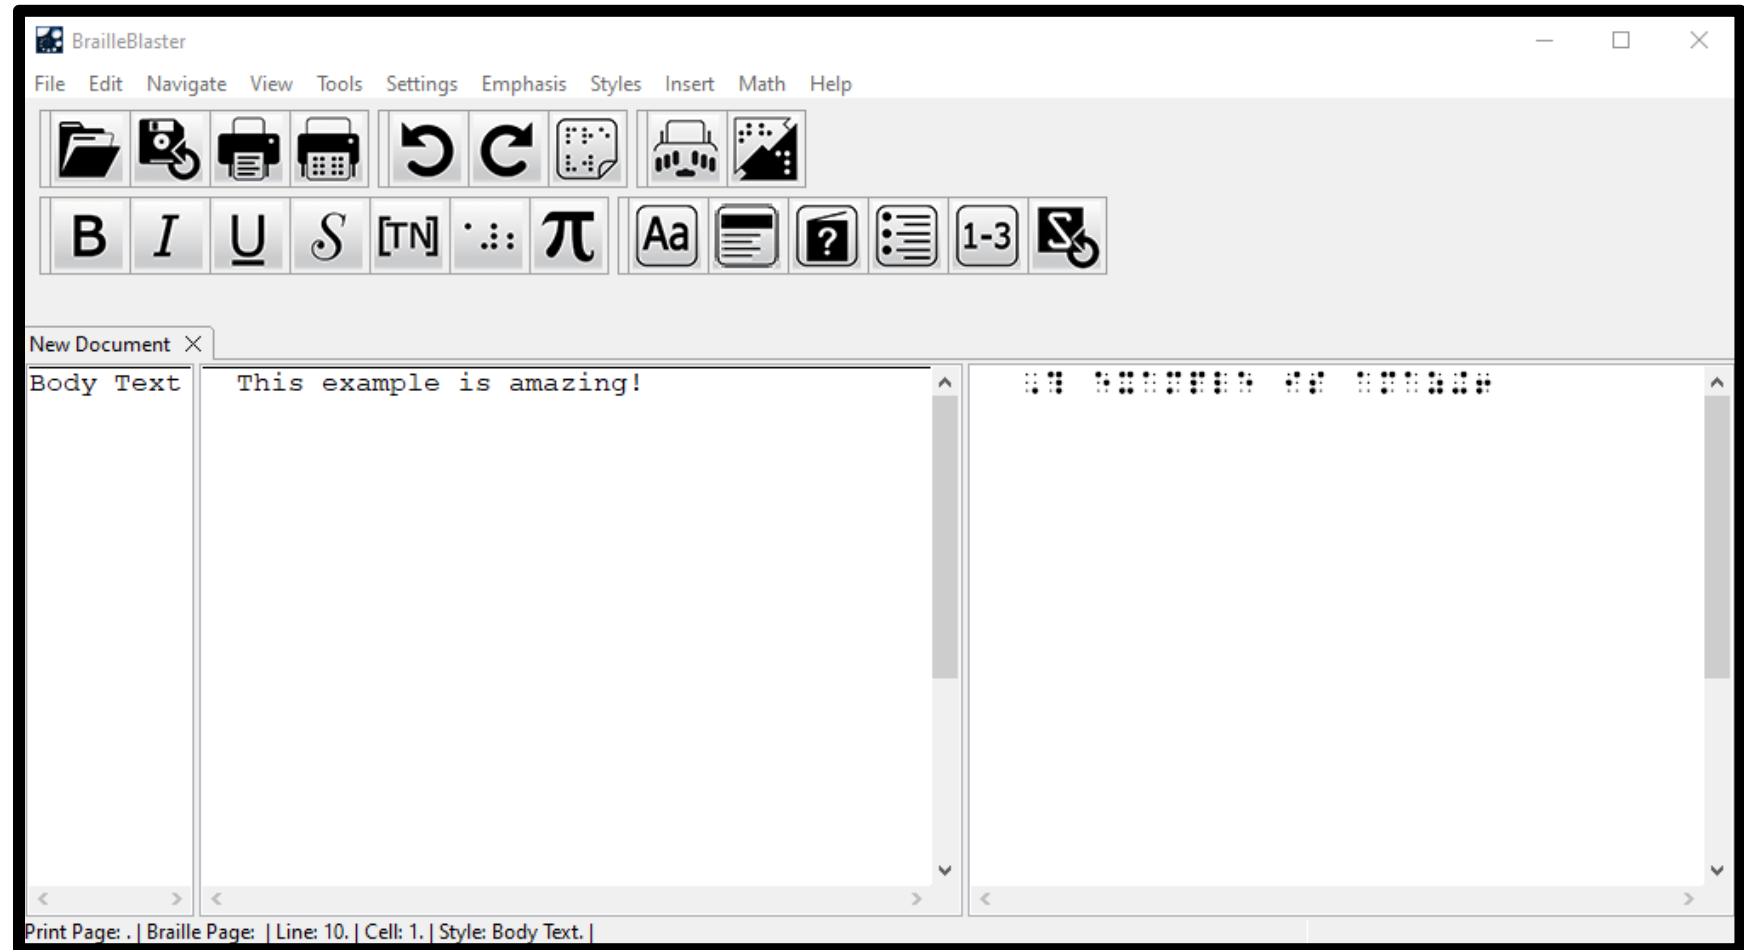 BrailleBlaster
File Edit Navigate View Tools Settings Emphasis Styles Insert Math Help
B I U S [TN] ⠈⠰⠆ π Aa ? 1-3
New Document
Body Text This example is amazing! ⠠⠹ ⠑⠭⠁⠍⠏⠇⠑ ⠊⠎ ⠁⠍⠁⠵⠬⠖
Print Page: . | Braille Page: | Line: 10. | Cell: 1. | Style: Body Text. |